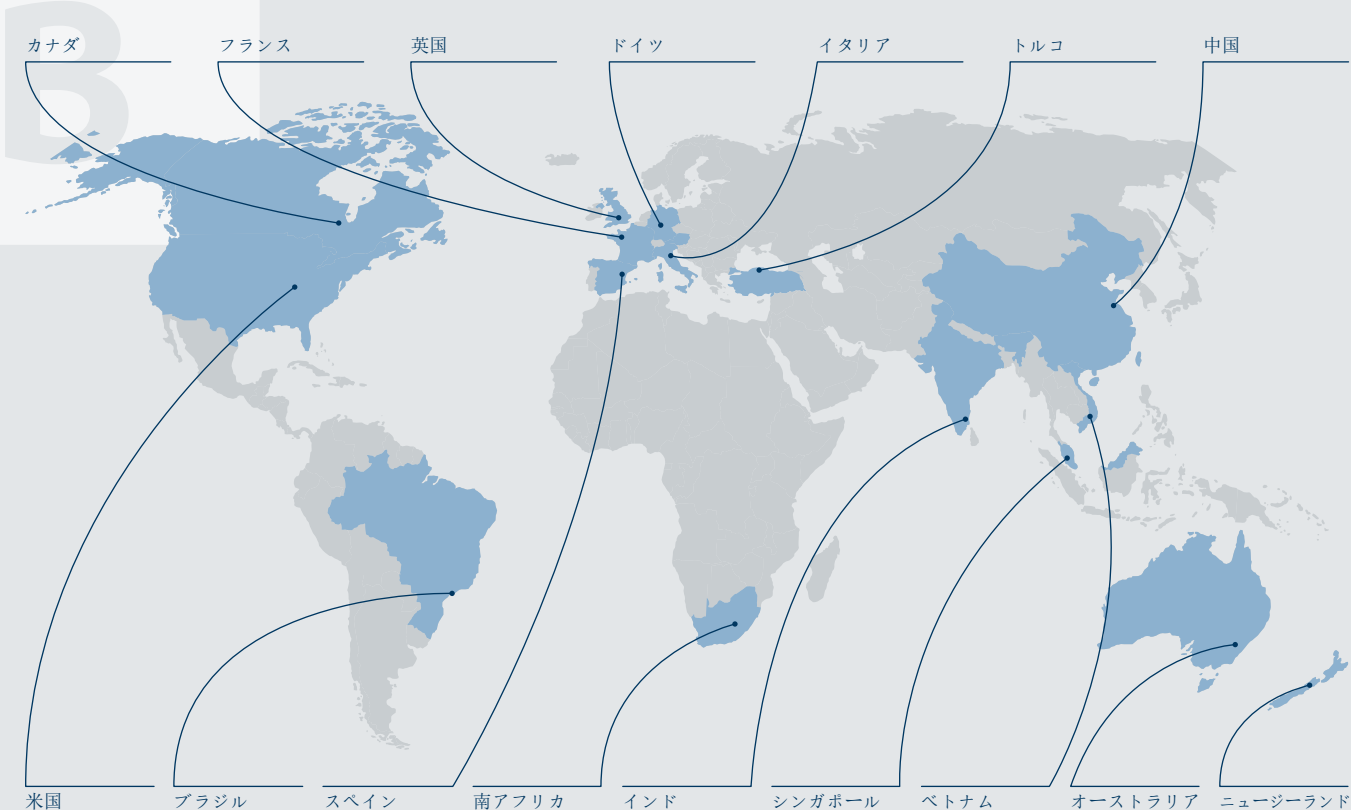 カナダ
フランス
英国
ドイツ
イタリア
トルコ
中国
米国
ブラジル
スペイン
南アフリカ
インド
シンガポール
ベトナム
オーストラリア
ニュージーランド
B